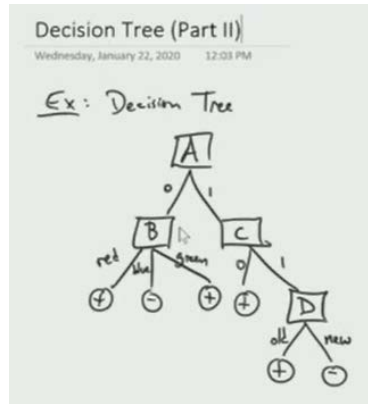 Decision Tree (Part II)
Wednesday, January 22, 2020 12:03 PM
Ex: Decision Tree
A
0 1
B C
red blue green 0 1
+ - + + D
old new
+ -